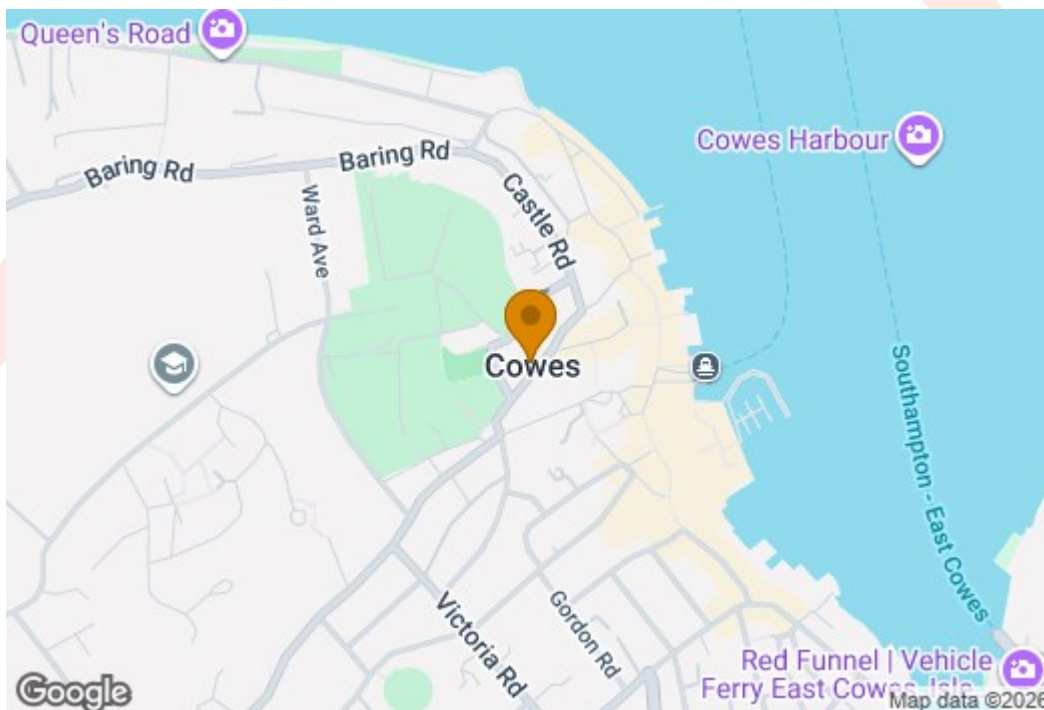 Queen's Road
Cowes Harbour
Baring Rd
Baring Rd
Castle Rd
Ward Ave
Cowes
Southampton - East Cowes
Gordon Rd
Victoria Rd
Red Funnel | Vehicle
Ferry East Cowes, Isle
Google
Map data ©2026